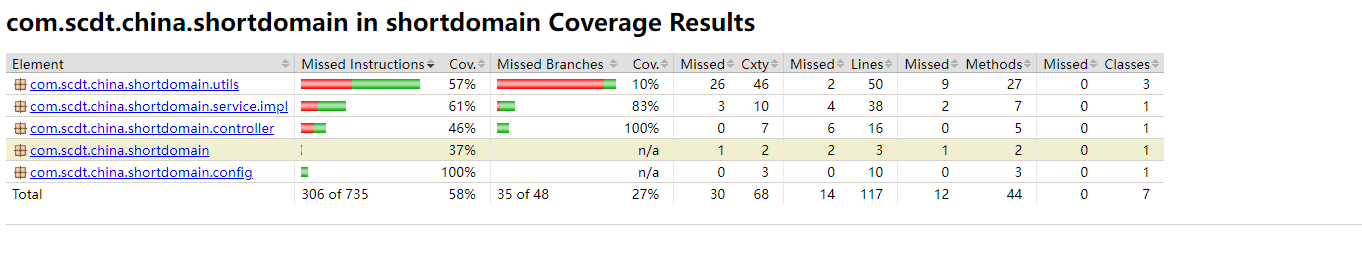 com.scdt.china.shortdomain in shortdomain Coverage Results
Element Missed Instructions Cov. Missed Branches Cov. Missed Cxty Missed Lines Missed Methods Missed Classes
com.scdt.china.shortdomain.utils 57% 10% 26 46 2 50 9 27 0 3
com.scdt.china.shortdomain.service.impl 61% 83% 3 10 4 38 2 7 0 1
com.scdt.china.shortdomain.controller 46% 100% 0 7 6 16 0 5 0 1
com.scdt.china.shortdomain 37% n/a 1 2 2 3 1 2 0 1
com.scdt.china.shortdomain.config 100% n/a 0 3 0 10 0 3 0 1
Total 306 of 735 58% 35 of 48 27% 30 68 14 117 12 44 0 7